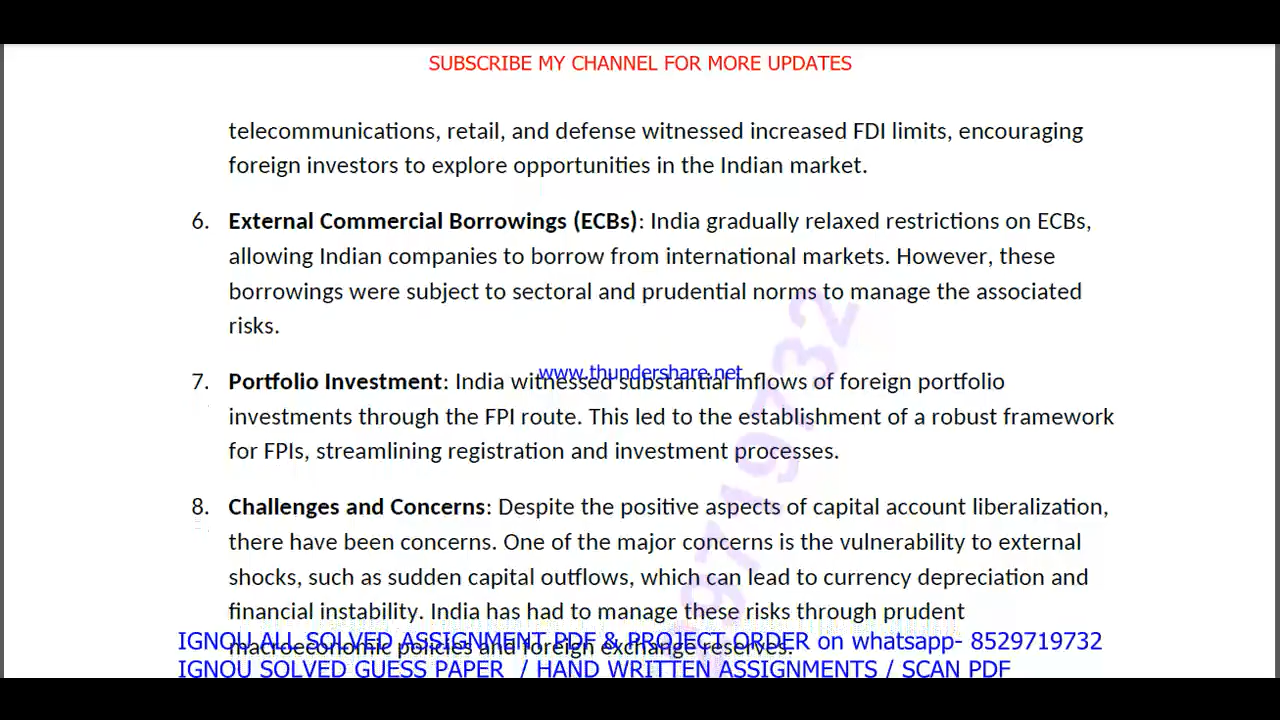 SUBSCRIBE MY CHANNEL FOR MORE UPDATES
telecommunications, retail, and defense witnessed increased FDI limits, encouraging
foreign investors to explore opportunities in the Indian market.
6. External Commercial Borrowings (ECBs): India gradually relaxed restrictions on ECBs,
allowing Indian companies to borrow from international markets. However, these
borrowings were subject to sectoral and prudential norms to manage the associated
risks.
www.thundershare.net
7. Portfolio Investment: India witnessed substantial inflows of foreign portfolio
investments through the FPI route. This led to the establishment of a robust framework
for FPIs, streamlining registration and investment processes.
8. Challenges and Concerns: Despite the positive aspects of capital account liberalization,
there have been concerns. One of the major concerns is the vulnerability to external
shocks, such as sudden capital outflows, which can lead to currency depreciation and
financial instability. India has had to manage these risks through prudent
macroeconomic policies and foreign exchange reserves.
IGNOU ALL SOLVED ASSIGNMENT PDF & PROJECT ORDER on whatsapp- 8529719732
IGNOU SOLVED GUESS PAPER / HAND WRITTEN ASSIGNMENTS / SCAN PDF